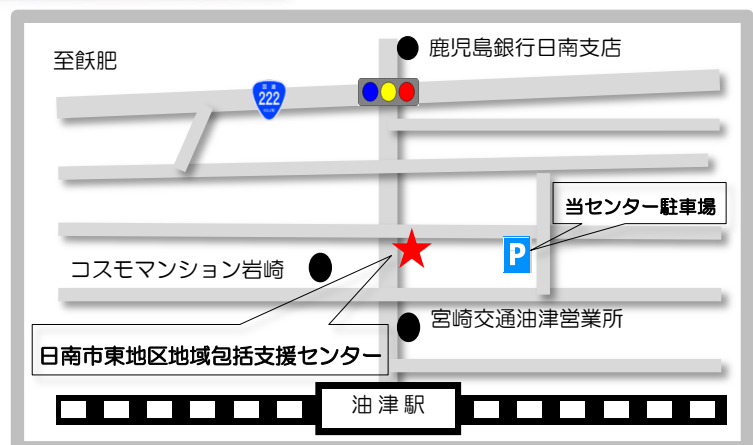 鹿児島銀行日南支店
至飫肥
222
当センター駐車場
P
コスモマンション岩崎
宮崎交通油津営業所
日南市東地区地域包括支援センター
油津駅